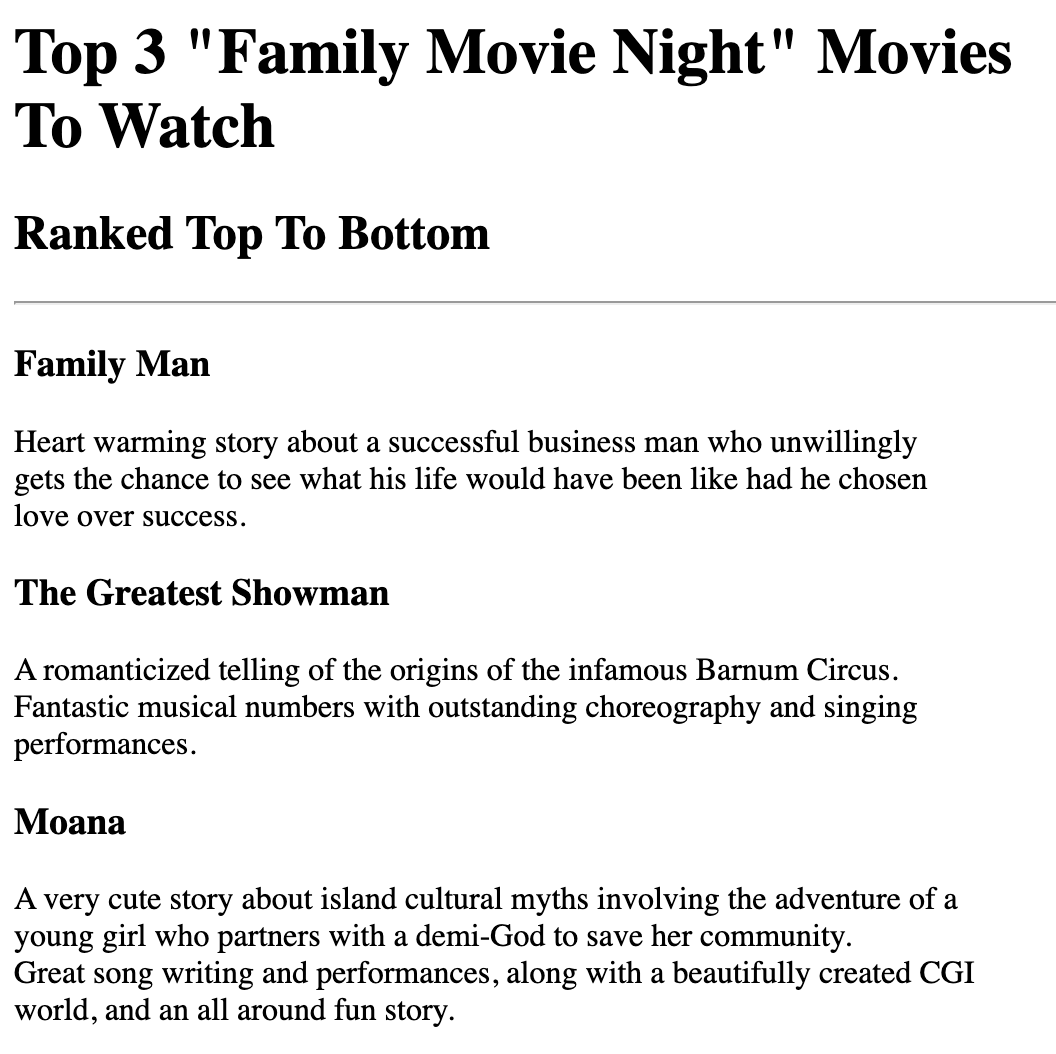 Top 3 "Family Movie Night" Movies
To Watch
Ranked Top To Bottom
Family Man
Heart warming story about a successful business man who unwillingly
gets the chance to see what his life would have been like had he chosen
love over success.
The Greatest Showman
A romanticized telling of the origins of the infamous Barnum Circus.
Fantastic musical numbers with outstanding choreography and singing
performances.
Moana
A very cute story about island cultural myths involving the adventure of a
young girl who partners with a demi-God to save her community.
Great song writing and performances, along with a beautifully created CGI
world, and an all around fun story.